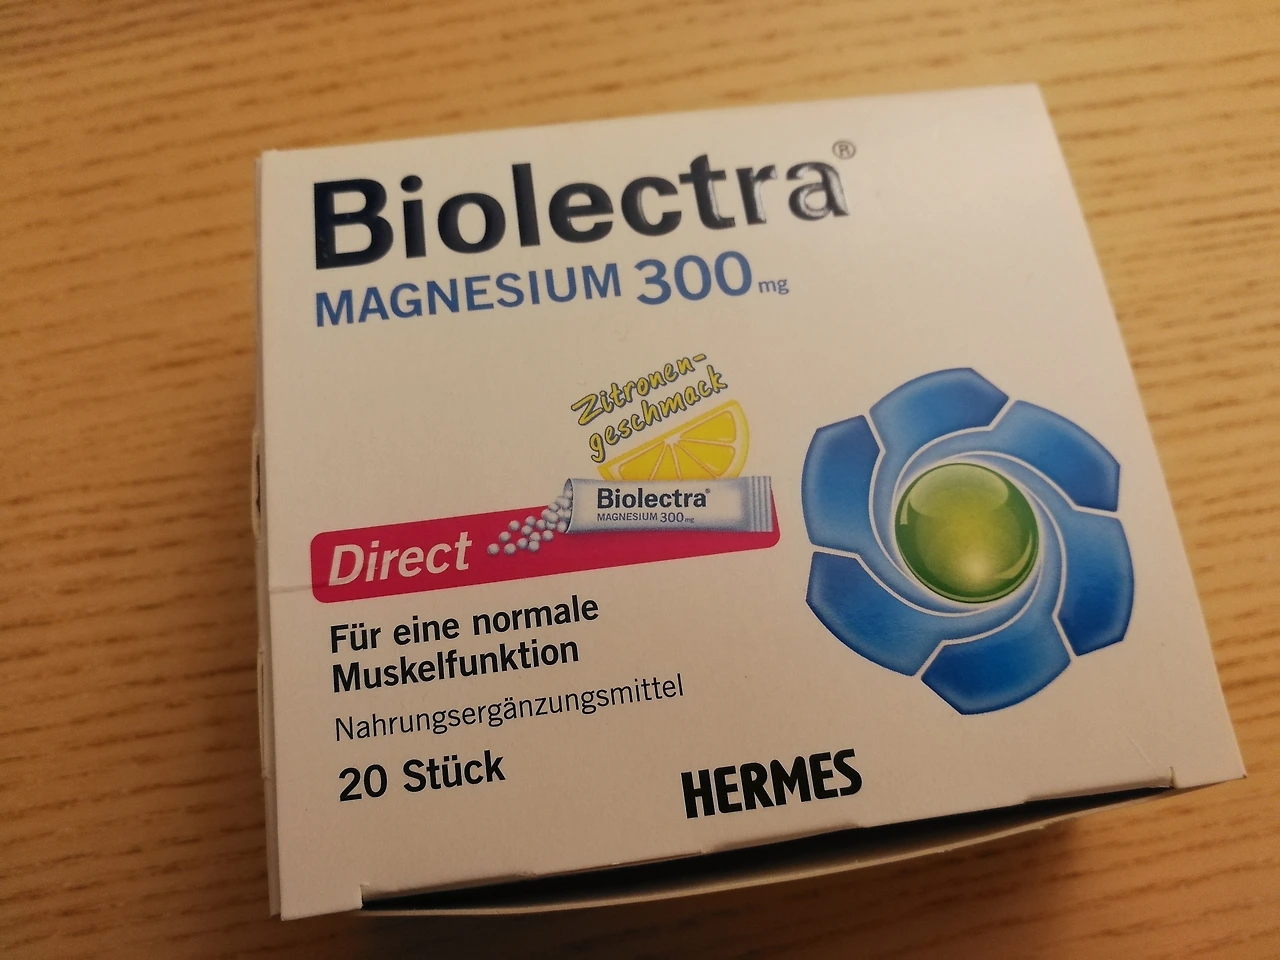 Biolectra®
MAGNESIUM 300 mg
Zitronen-
geschmack
Biolectra®
MAGNESIUM 300 mg
Direct
Für eine normale
Muskelfunktion
Nahrungsergänzungsmittel
20 Stück
HERMES